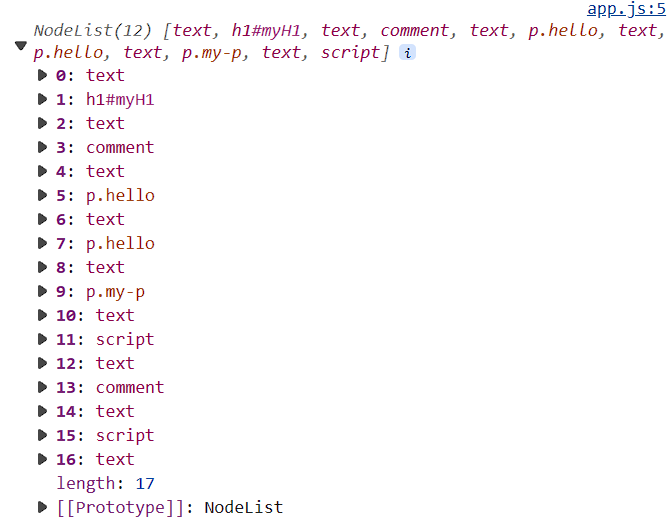 app.js:5
NodeList(12) [text, h1#myH1, text, comment, text, p.hello, text,
p.hello, text, p.my-p, text, script] i
0: text
1: h1#myH1
2: text
3: comment
4: text
5: p.hello
6: text
7: p.hello
8: text
9: p.my-p
10: text
11: script
12: text
13: comment
14: text
15: script
16: text
length: 17
[[Prototype]]: NodeList